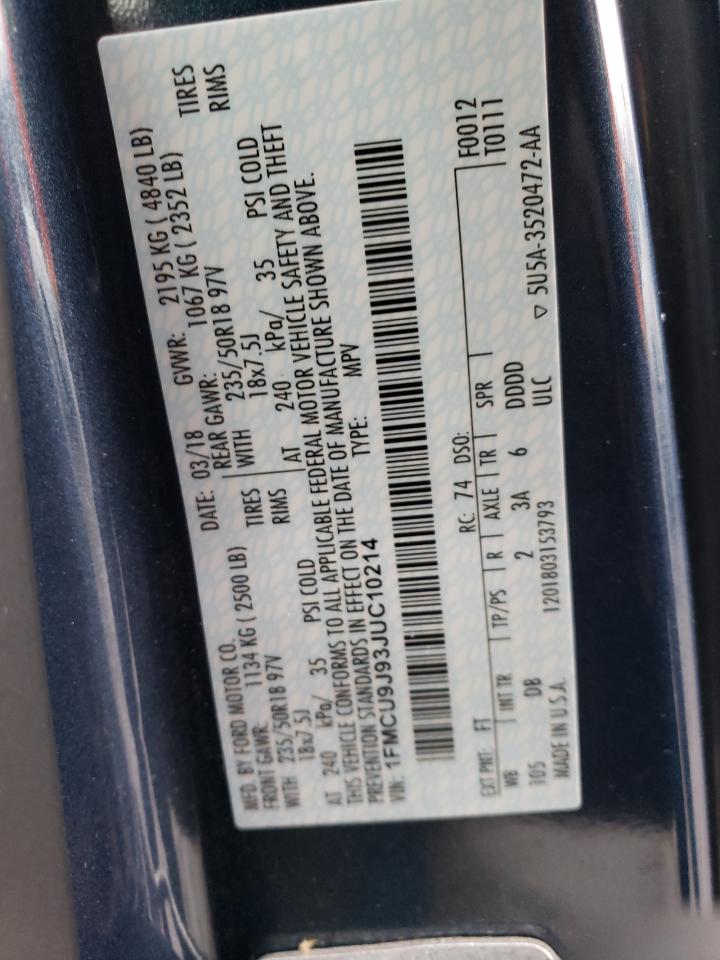 MFD. BY FORD MOTOR CO.
DATE: 03/18 GVWR: 2195 KG ( 4840 LB)
FRONT GAWR: 1134 KG ( 2500 LB) REAR GAWR: 1067 KG ( 2352 LB)
WITH 235/50R18 97V TIRES WITH 235/50R18 97V TIRES
18x7.5J RIMS 18x7.5J RIMS
AT 240 kPa/ 35 PSI COLD AT 240 kPa/ 35 PSI COLD
THIS VEHICLE CONFORMS TO ALL APPLICABLE FEDERAL MOTOR VEHICLE SAFETY AND THEFT
PREVENTION STANDARDS IN EFFECT ON THE DATE OF MANUFACTURE SHOWN ABOVE.
VIN: 1FMCU9J93JUC10214 TYPE: MPV
F0012
EXT PNT: FT RC: 74 DSO: T0111
WB INT TR TP/PS R AXLE TR SPR
105 DB 2 3A 6 DDDD
MADE IN U.S.A. 1201803153793 ULC ▽ 5U5A-3520472-AA